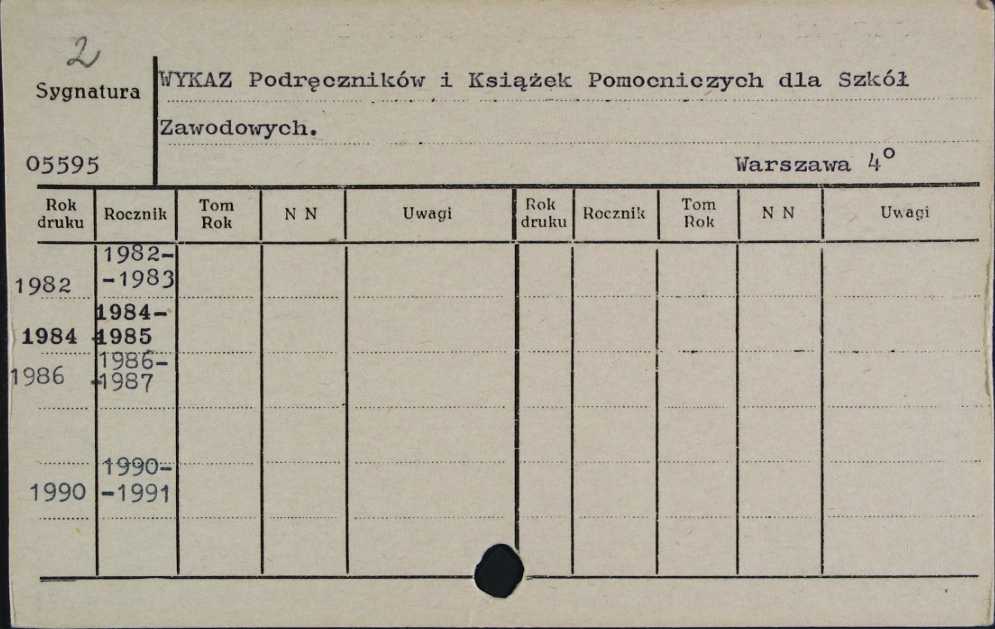 2
Sygnatura
WYKAZ Podręczników i Książek Pomocniczych dla Szkół
Zawodowych.
05595
Warszawa 4°
Rok druku Rocznik Tom Rok N N Uwagi Rok druku Rocznik Tom Rok N N Uwagi
1982-
1982 -1983
1984-
1984 -1985
1986-
1986 -1987
1990-
1990 -1991